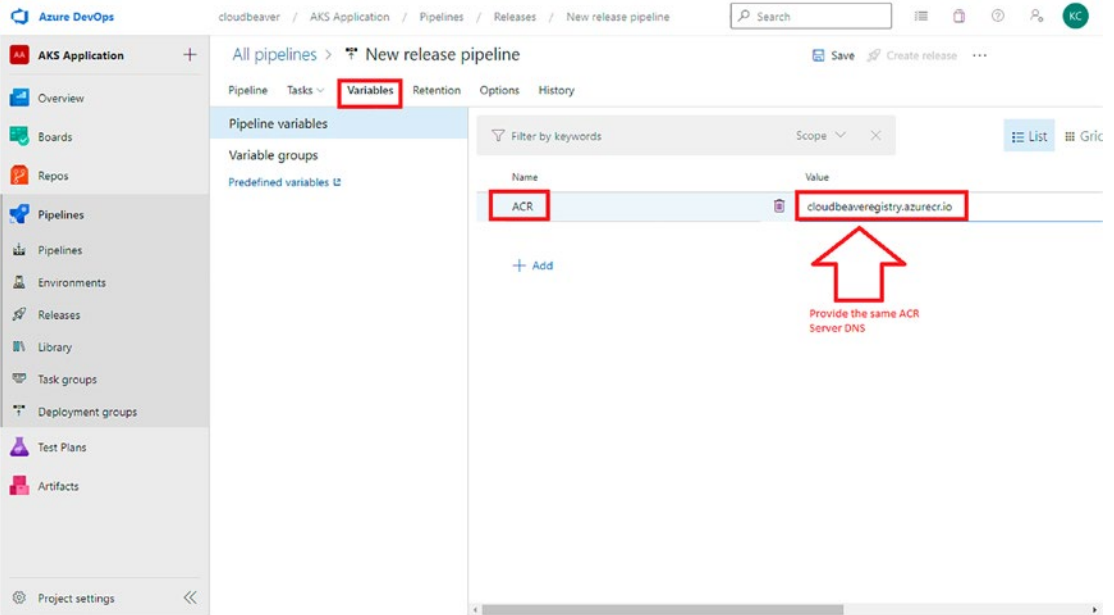 Azure DevOps
cloudbeaver / AKS Application / Pipelines / Releases / New release pipeline
Search
KC
AA
AKS Application
All pipelines > New release pipeline
Save
Create release
Pipeline
Tasks
Variables
Retention
Options
History
Overview
Boards
Repos
Pipelines
Pipelines
Environments
Releases
Library
Task groups
Deployment groups
Test Plans
Artifacts
Project settings
Pipeline variables
Variable groups
Predefined variables
Filter by keywords
Scope
List
Gric
Name
Value
ACR
cloudbeaveregistry.azurecr.io
Add
Provide the same ACR
Server DNS